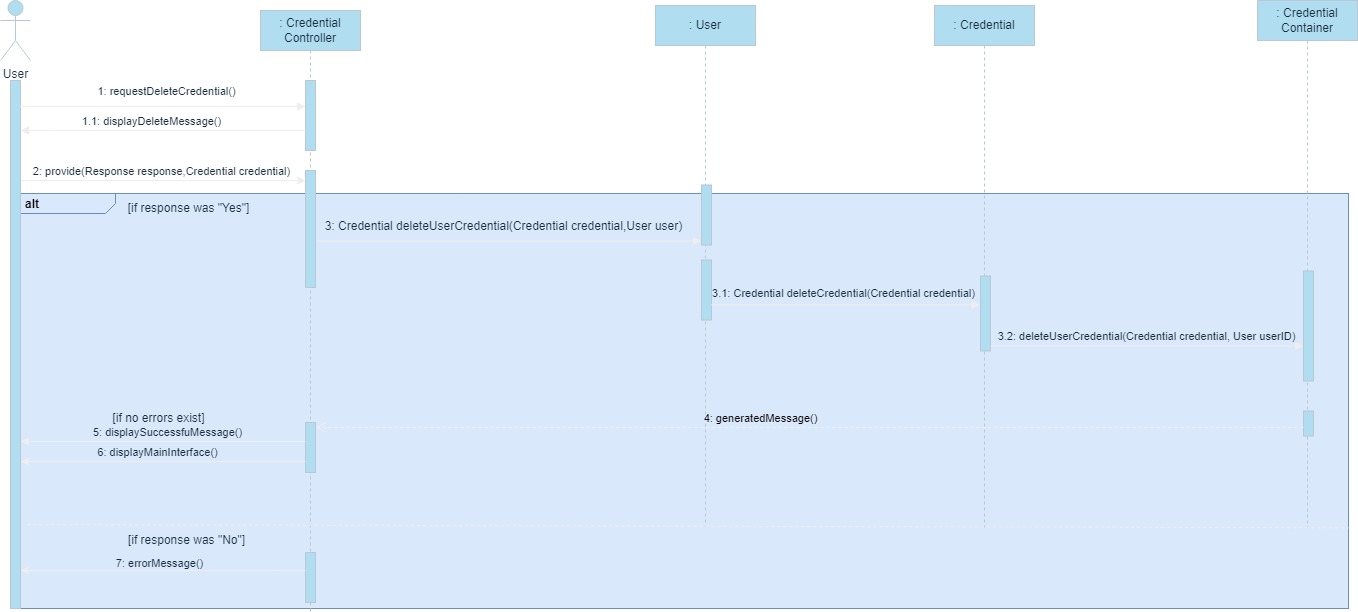 : Credential
Controller
: User
: Credential
: Credential
Container
User
1: requestDeleteCredential()
1.1: displayDeleteMessage()
2: provide(Response response,Credential credential)
alt
[if response was "Yes"]
3: Credential deleteUserCredential(Credential credential,User user)
3.1: Credential deleteCredential(Credential credential)
3.2: deleteUserCredential(Credential credential, User userID)
[if no errors exist]
4: generatedMessage()
5: displaySuccessfuMessage()
6: displayMainInterface()
[if response was "No"]
7: errorMessage()